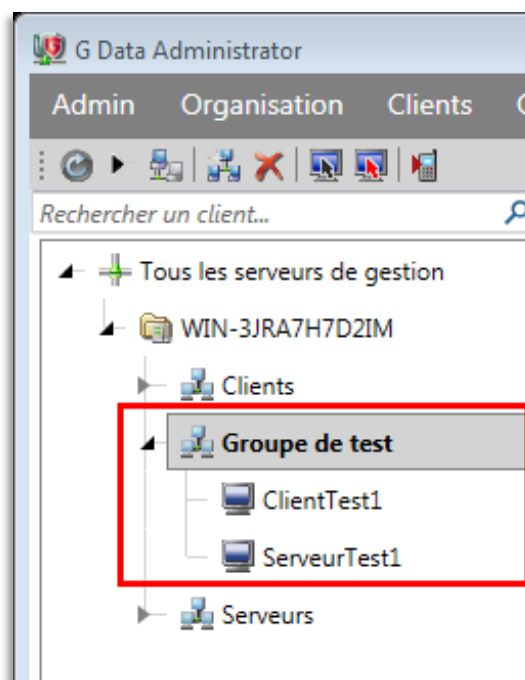 G Data Administrator
Admin Organisation Clients
Rechercher un client...
Tous les serveurs de gestion
WIN-3JRA7H7D2IM
Clients
Groupe de test
ClientTest1
ServeurTest1
Serveurs